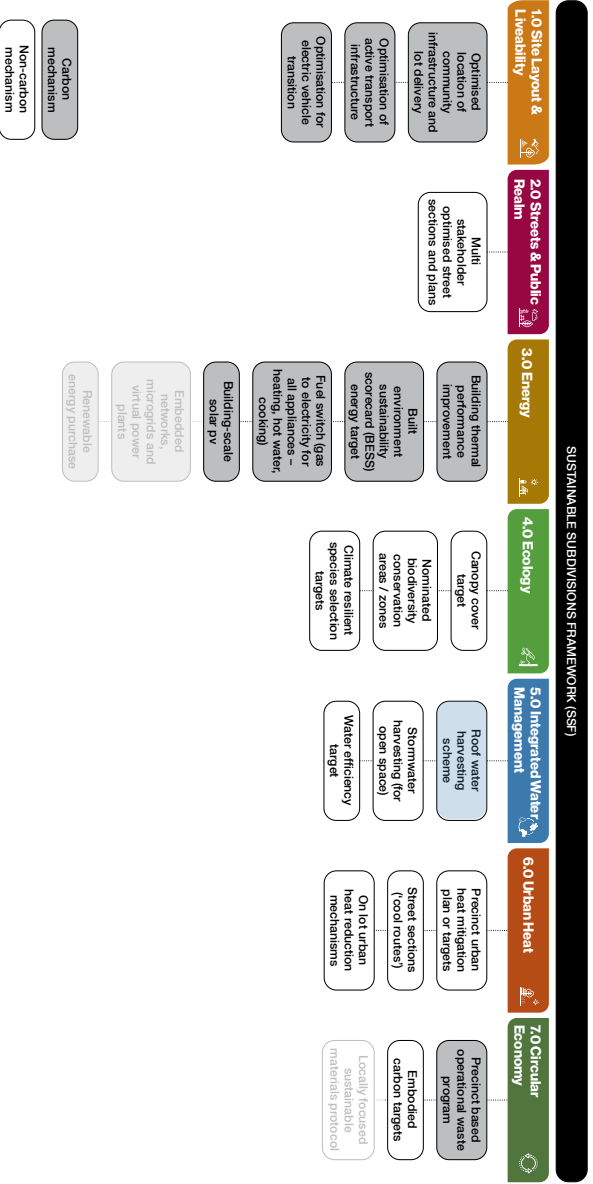 SUSTAINABLE SUBDIVISIONS FRAMEWORK (SSF)
1.0 Site Layout &
Liveability
Optimised
location of
community
infrastructure and
lot delivery
Optimisation of
active transport
infrastructure
Optimisation for
electric vehicle
transition
2.0 Streets & Public
Realm
Multi
stakeholder
optimised street
sections and plans
3.0 Energy
Building thermal
performance
improvement
Built
environment
sustainability
scorecard (BESS)
energy target
Fuel switch (gas
to electricity for
all appliances –
heating, hot water,
cooking)
Building-scale
solar pv
Embedded
networks,
microgrids and
virtual power
plants
Renewable
energy purchase
4.0 Ecology
Canopy cover
target
Nominated
biodiversity
conservation
areas / zones
Climate resilient
species selection
targets
5.0 Integrated Water
Management
Roof water
harvesting
scheme
Stormwater
harvesting (for
open space)
Water efficiency
target
6.0 Urban Heat
Precinct urban
heat mitigation
plan or targets
Street sections
('cool routes')
On lot urban
heat reduction
mechanisms
7.0 Circular
Economy
Precinct based
operational waste
program
Embodied
carbon targets
Locally focused
sustainable
materials protocol
Carbon
mechanism
Non-carbon
mechanism